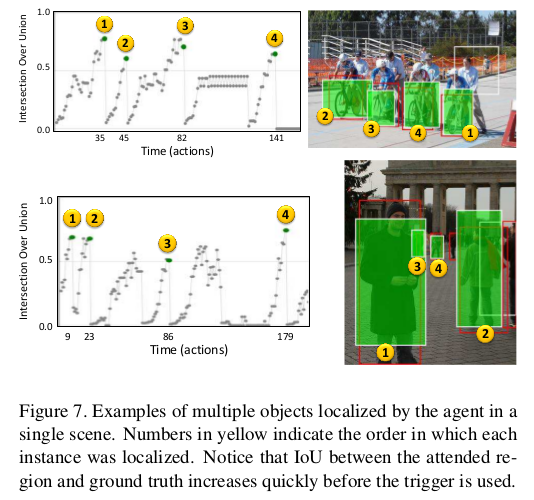 1.0
Intersection Over Union
0.5
0.0
1
2
3
4
35 45 82 141
Time (actions)
2
3
4
1
1.0
Intersection Over Union
0.5
0.0
1
2
3
4
9 23 86 179
Time (actions)
3
4
2
1
Figure 7. Examples of multiple objects localized by the agent in a
single scene. Numbers in yellow indicate the order in which each
instance was localized. Notice that IoU between the attended re-
gion and ground truth increases quickly before the trigger is used.